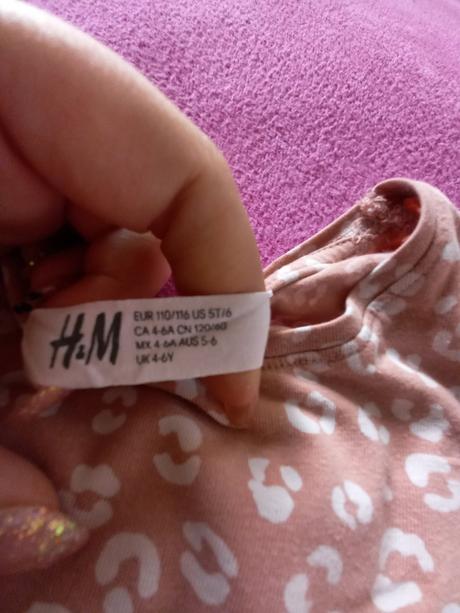 H&M
EUR 110/116 US 5T/6
CA 4-6A CN 120/60
MX 4-6A AUS 5-6
UK 4-6Y